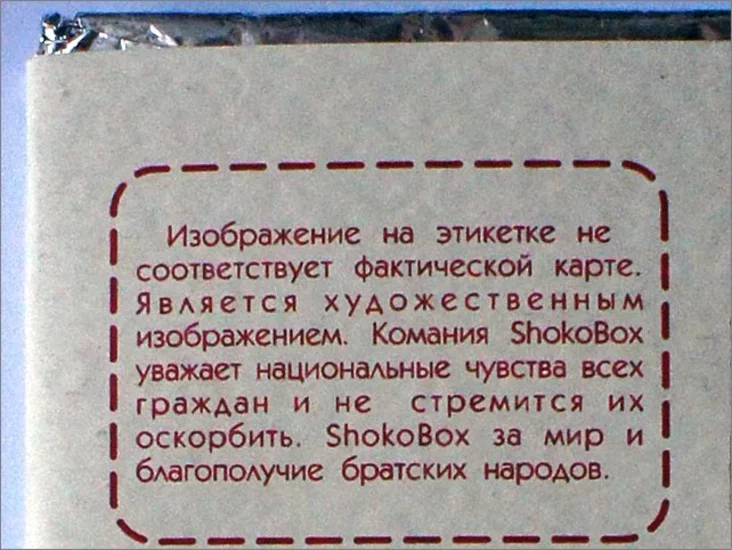 Изображение на этикетке не
соответствует фактической карте.
Является художественным
изображением. Комания ShokoBox
уважает национальные чувства всех
граждан и не стремится их
оскорбить. ShokoBox за мир и
благополучие братских народов.